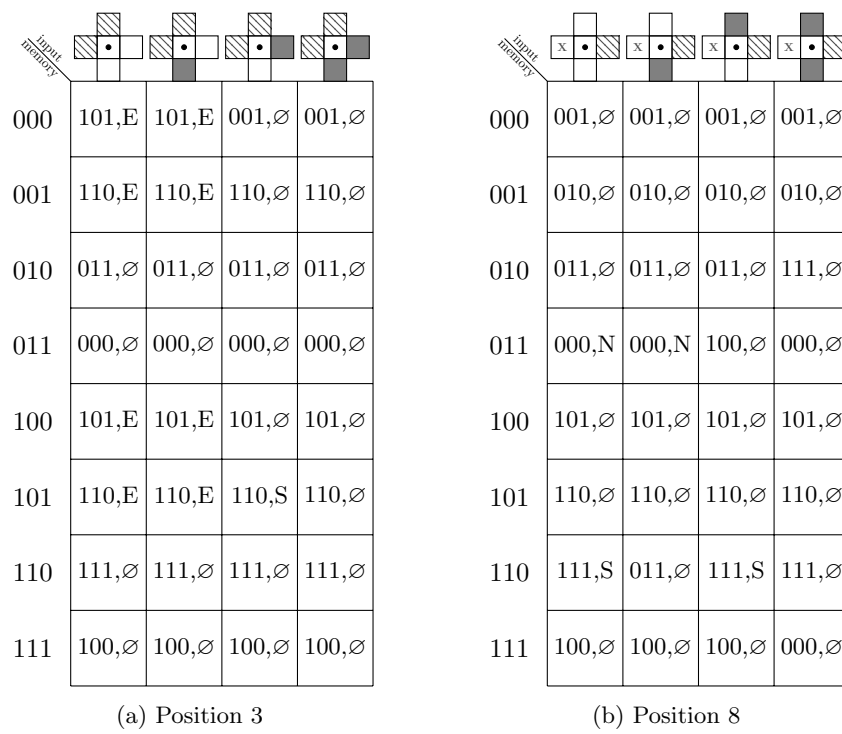 input
memory
000 101,E 101,E 001,∅ 001,∅
001 110,E 110,E 110,∅ 110,∅
010 011,∅ 011,∅ 011,∅ 011,∅
011 000,∅ 000,∅ 000,∅ 000,∅
100 101,E 101,E 101,∅ 101,∅
101 110,E 110,E 110,S 110,∅
110 111,∅ 111,∅ 111,∅ 111,∅
111 100,∅ 100,∅ 100,∅ 100,∅
(a) Position 3
x x x x
input
memory
000 001,∅ 001,∅ 001,∅ 001,∅
001 010,∅ 010,∅ 010,∅ 010,∅
010 011,∅ 011,∅ 011,∅ 111,∅
011 000,N 000,N 100,∅ 000,∅
100 101,∅ 101,∅ 101,∅ 101,∅
101 110,∅ 110,∅ 110,∅ 110,∅
110 111,S 011,∅ 111,S 111,∅
111 100,∅ 100,∅ 100,∅ 000,∅
(b) Position 8